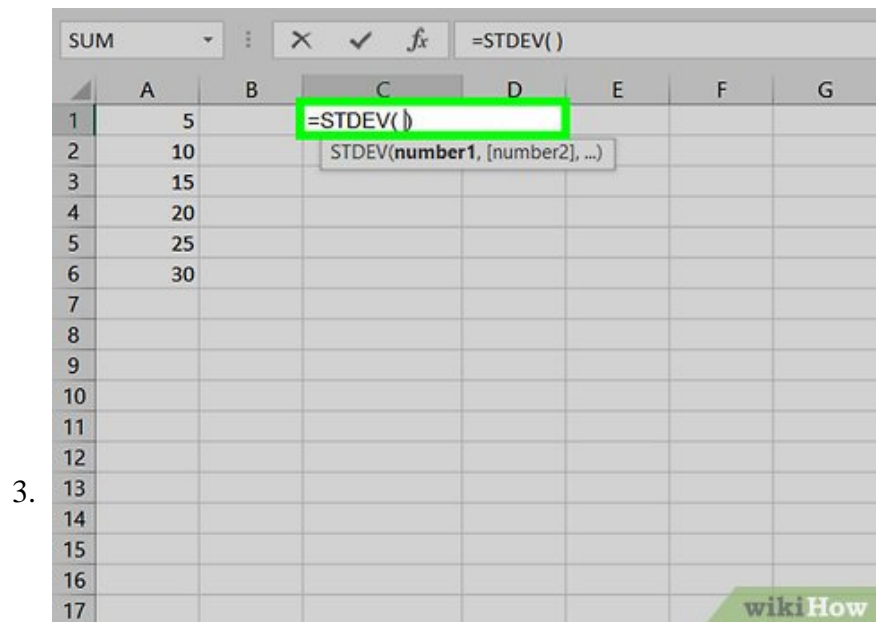 SUM fx =STDEV( )
A B C D E F G
1 5 =STDEV( )
2 10 STDEV(number1, [number2], ...)
3 15
4 20
5 25
6 30
7
8
9
10
11
12
3. 13
14
15
16
17 wikiHow